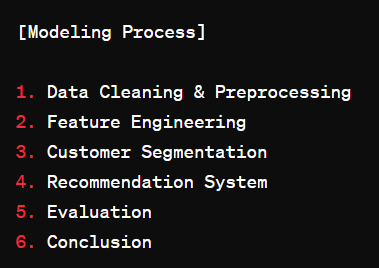 [Modeling Process]
1. Data Cleaning & Preprocessing
2. Feature Engineering
3. Customer Segmentation
4. Recommendation System
5. Evaluation
6. Conclusion